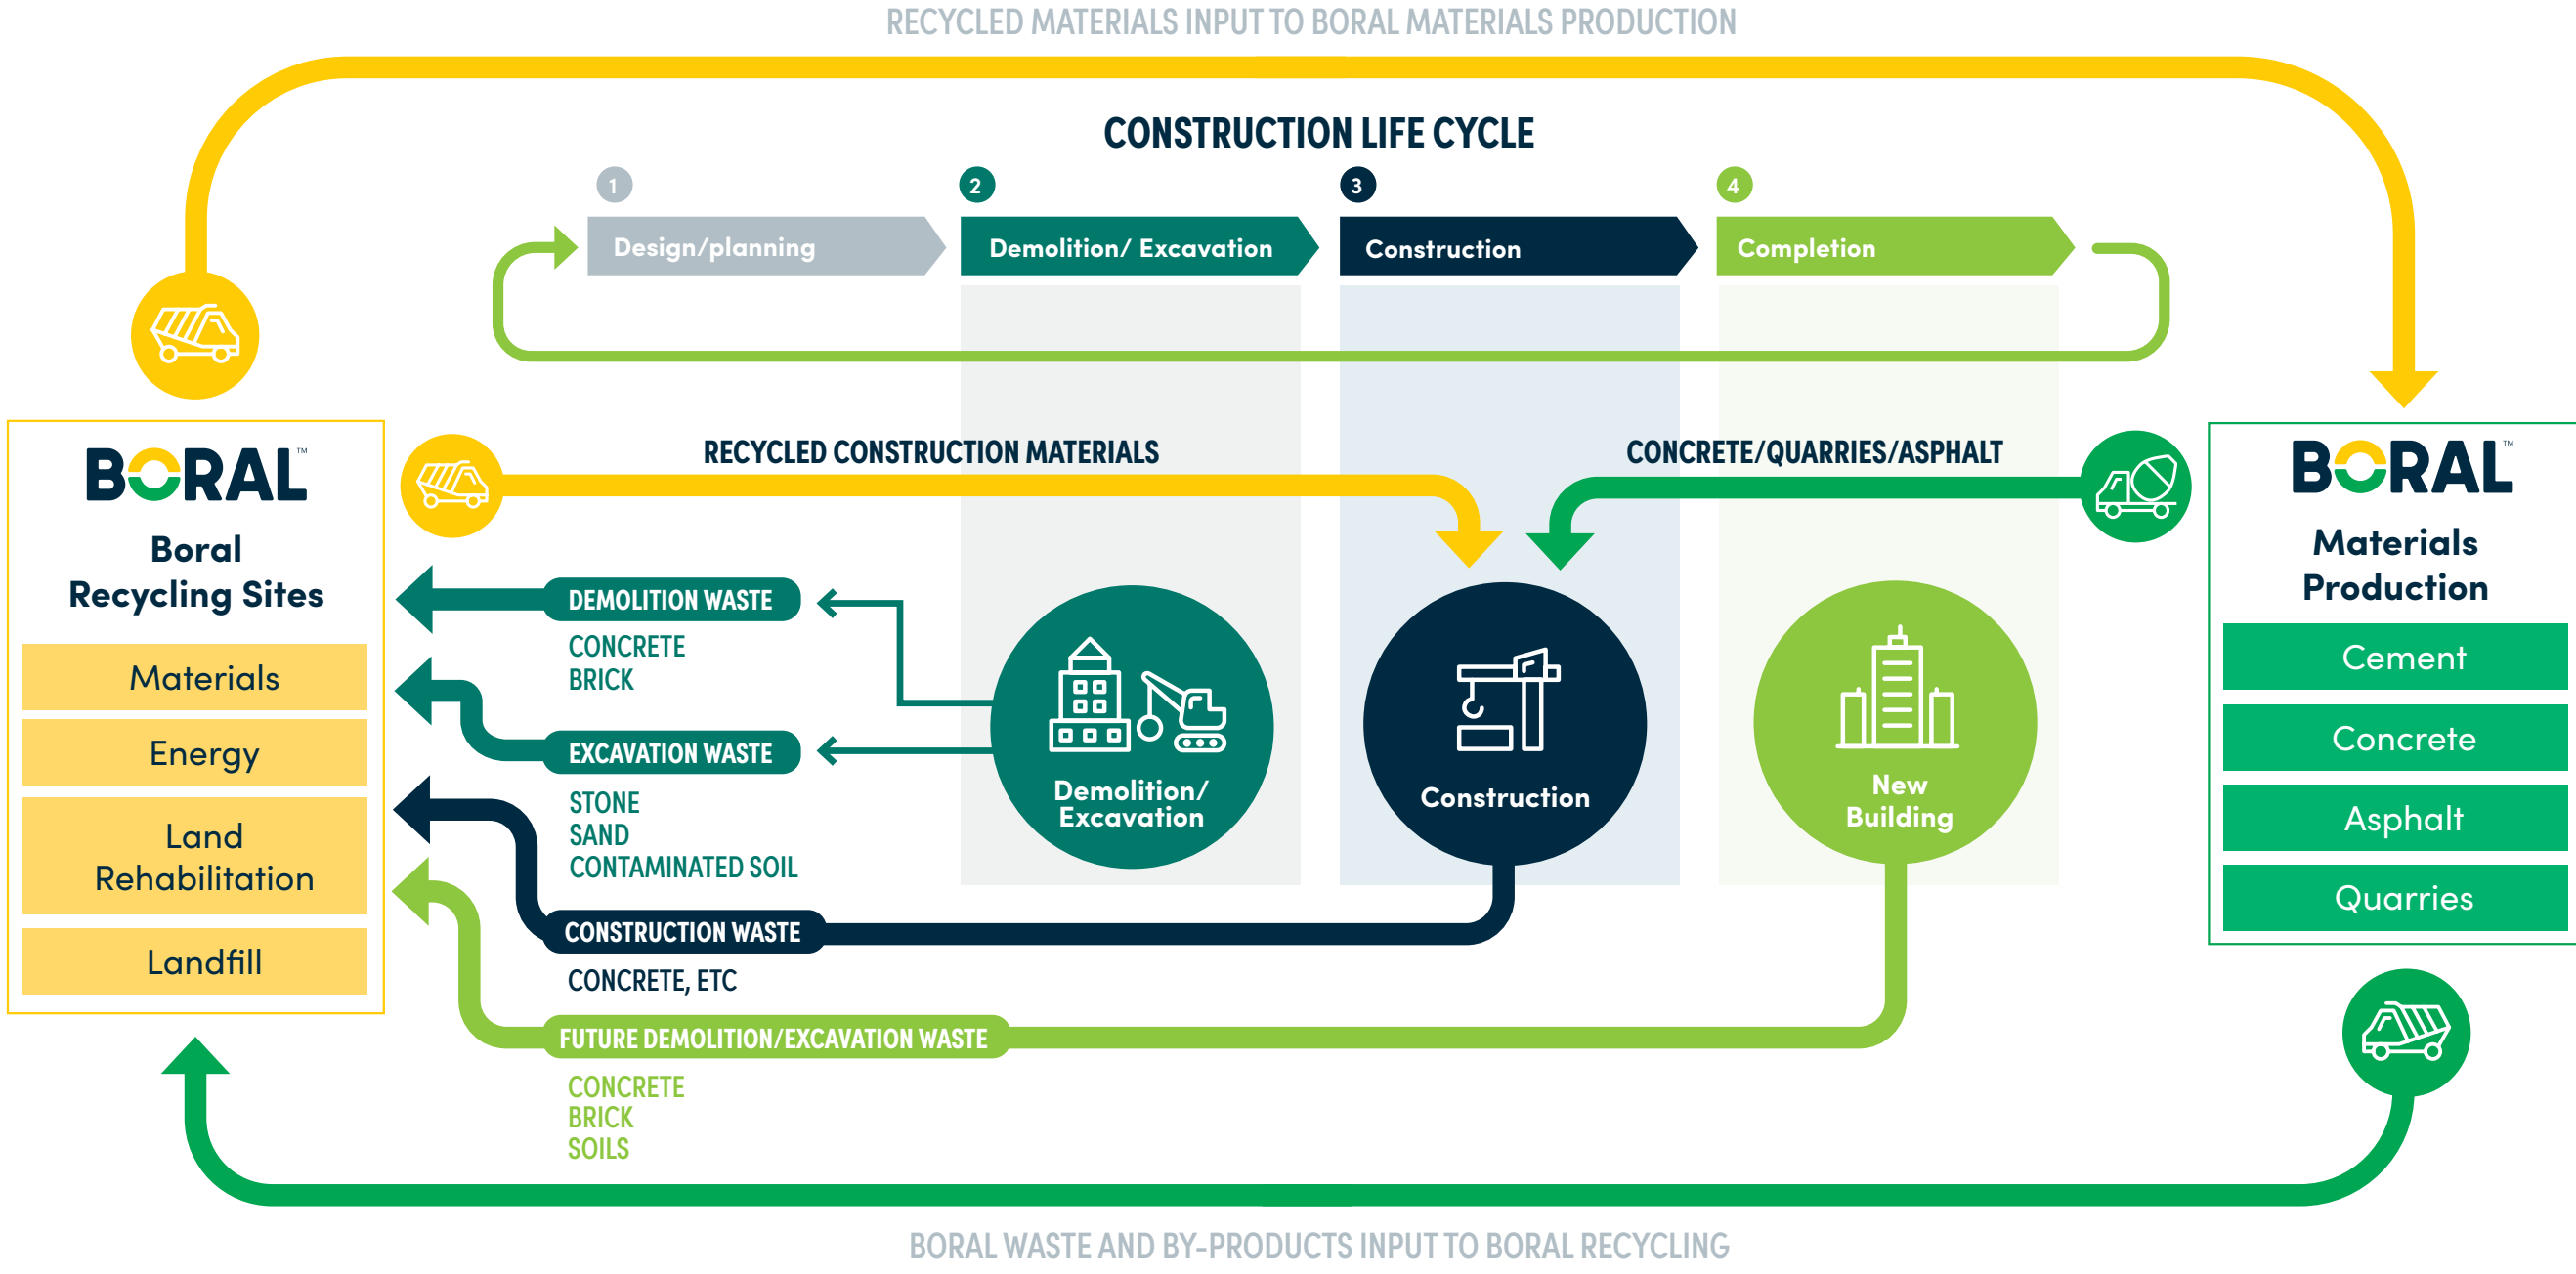 RECYCLED MATERIALS INPUT TO BORAL MATERIALS PRODUCTION
CONSTRUCTION LIFE CYCLE
1
2
3
4
Design/planning
Demolition/ Excavation
Construction
Completion
BORAL™
Boral
Recycling Sites
Materials
Energy
Land
Rehabilitation
Landfill
RECYCLED CONSTRUCTION MATERIALS
CONCRETE/QUARRIES/ASPHALT
DEMOLITION WASTE
CONCRETE
BRICK
EXCAVATION WASTE
STONE
SAND
CONTAMINATED SOIL
CONSTRUCTION WASTE
CONCRETE, ETC
FUTURE DEMOLITION/EXCAVATION WASTE
CONCRETE
BRICK
SOILS
Demolition/
Excavation
Construction
New
Building
BORAL™
Materials
Production
Cement
Concrete
Asphalt
Quarries
BORAL WASTE AND BY-PRODUCTS INPUT TO BORAL RECYCLING